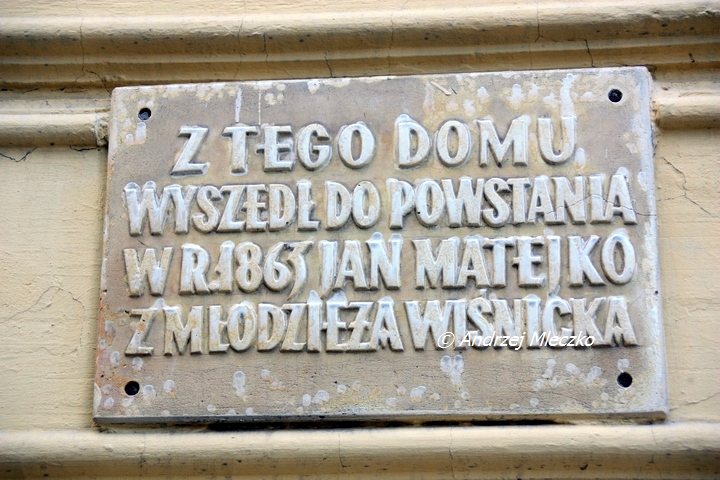 Z TEGO DOMU
WYSZEDŁ DO POWSTANIA
W R.1863 JAN MATEJKO
Z MŁODZIEŻĄ WIŚNICKĄ
© Andrzej Mleczko